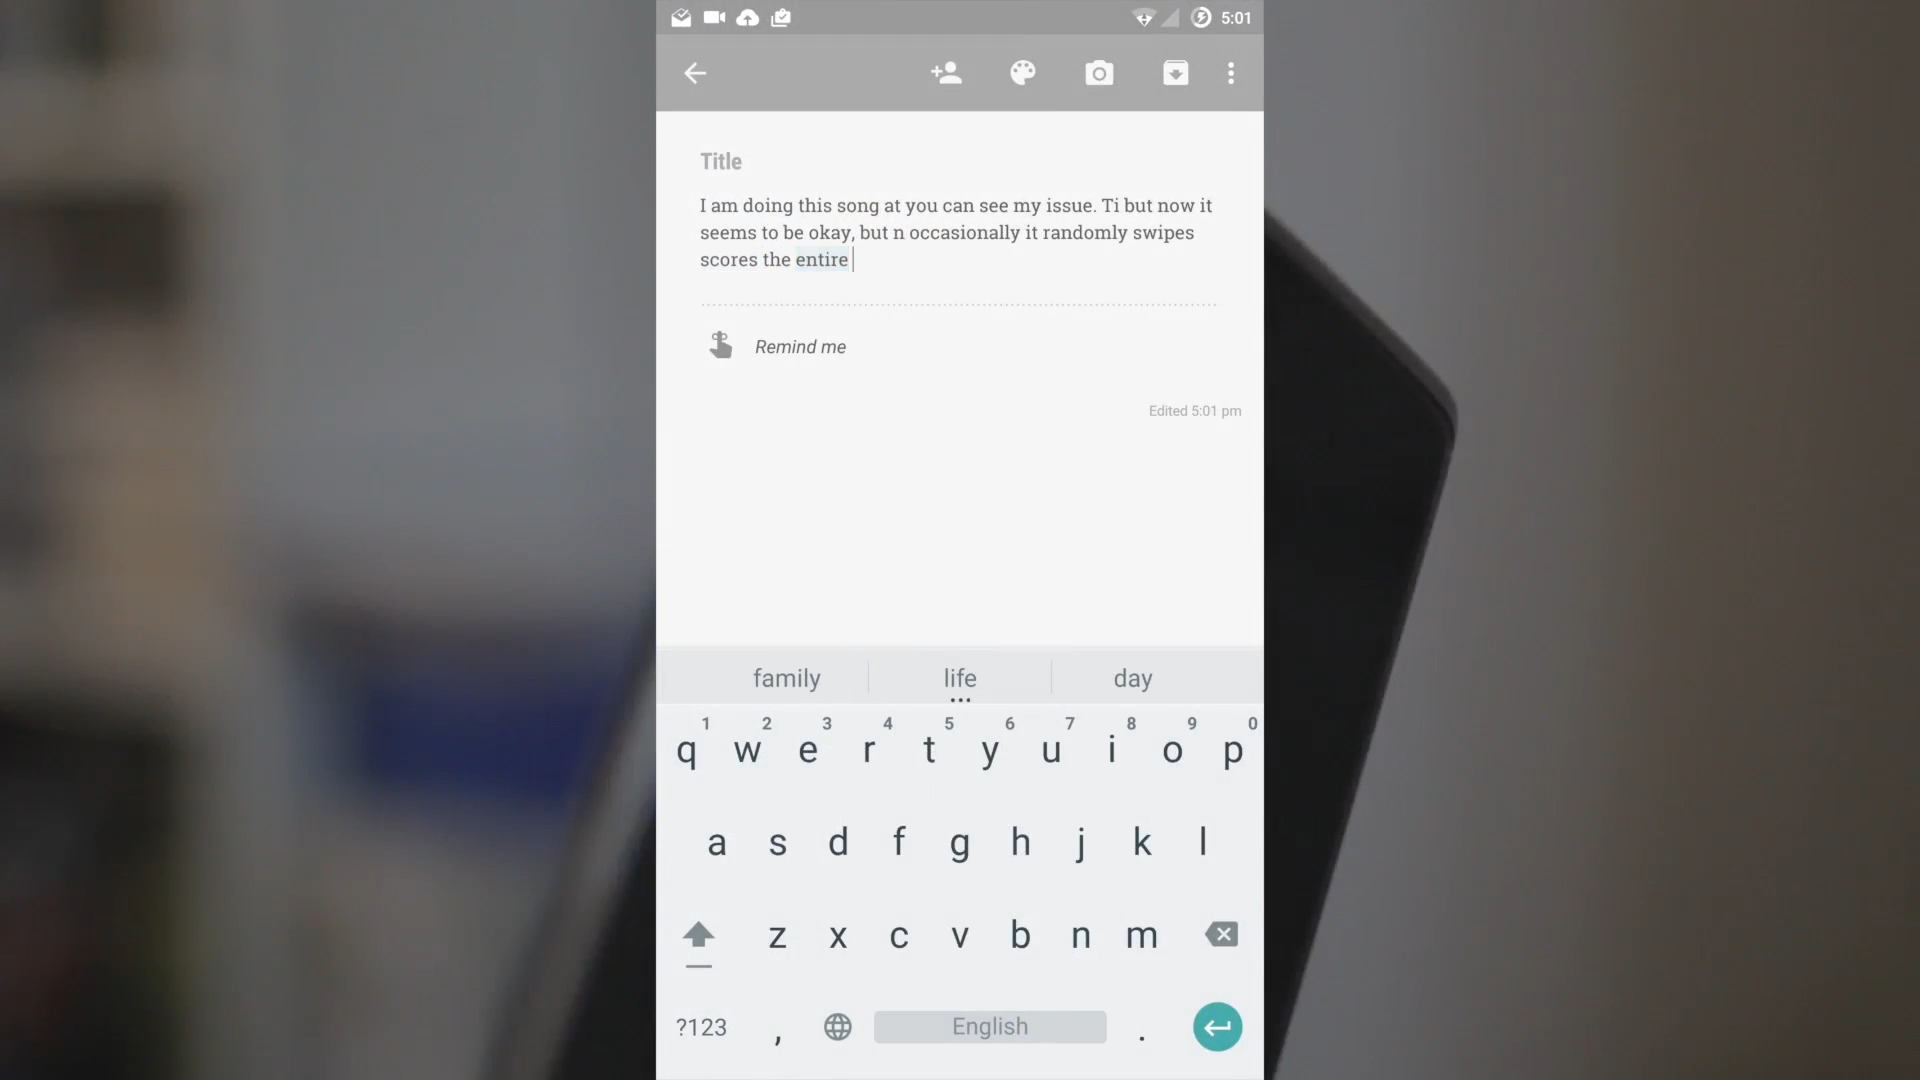 5:01
Title
I am doing this song at you can see my issue. Ti but now it
seems to be okay, but n occasionally it randomly swipes
scores the entire
Remind me
Edited 5:01 pm
family life day
1 2 3 4 5 6 7 8 9 0
q w e r t y u i o p
a s d f g h j k l
z x c v b n m
?123 , English .